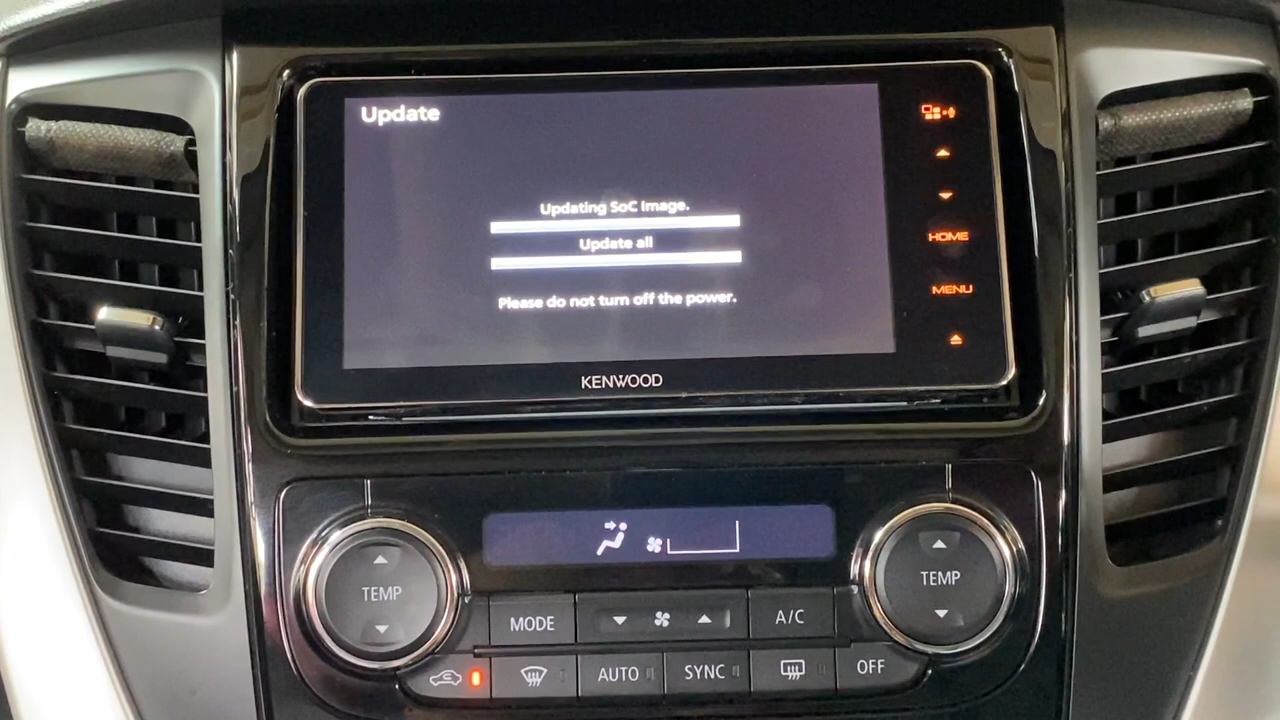 Update
Updating SoC Image.
Update all
Please do not turn off the power.
HOME
MENU
KENWOOD
TEMP
TEMP
MODE
A/C
AUTO
SYNC
OFF